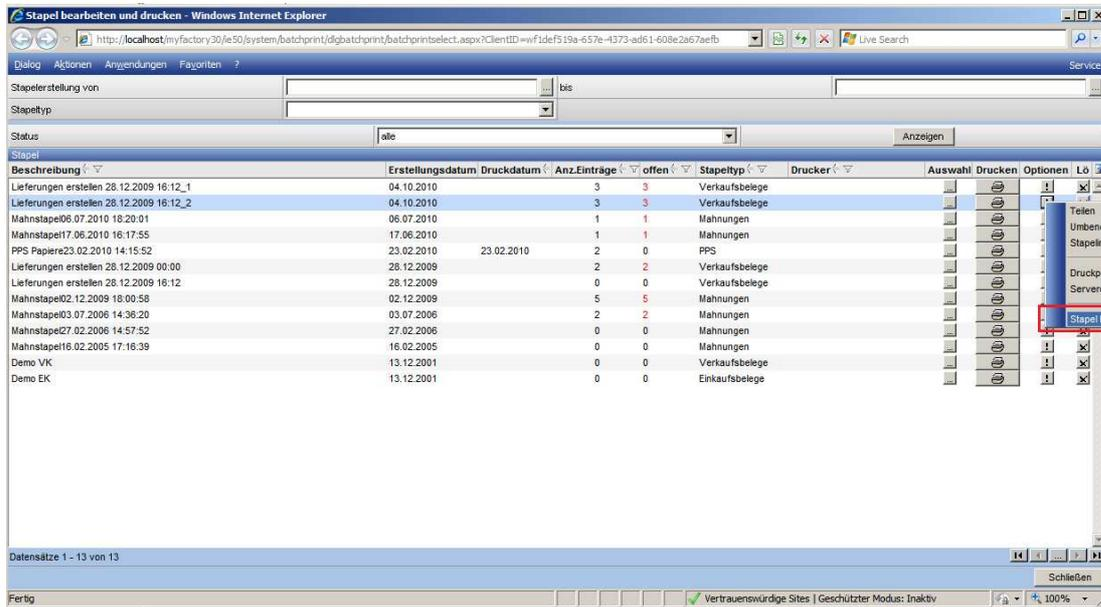 Stapel bearbeiten und drucken - Windows Internet Explorer
http://localhost/myfactory30/ie50/system/batchprint/dlgbatchprint/batchprintselect.aspx?ClientID=wf1def519a-657e-4373-ad61-608e2a67aefb Live Search
Dialog Aktionen Anwendungen Favoriten ? Service
Stapelerstellung von ... bis ...
Stapeltyp
Status alle Anzeigen
Stapel
Beschreibung Erstellungsdatum Druckdatum Anz.Einträge offen Stapeltyp Drucker Auswahl Drucken Optionen Lö
Lieferungen erstellen 28.12.2009 16:12_1 04.10.2010 3 3 Verkaufsbelege ... !
Lieferungen erstellen 28.12.2009 16:12_2 04.10.2010 3 3 Verkaufsbelege ...
Mahnstapel06.07.2010 18:20:01 06.07.2010 1 1 Mahnungen ...
Mahnstapel17.06.2010 16:17:55 17.06.2010 1 1 Mahnungen ...
PPS Papiere23.02.2010 14:15:52 23.02.2010 23.02.2010 2 0 PPS ...
Lieferungen erstellen 28.12.2009 00:00 28.12.2009 2 2 Verkaufsbelege ...
Lieferungen erstellen 28.12.2009 16:12 28.12.2009 0 0 Verkaufsbelege ...
Mahnstapel02.12.2009 18:00:58 02.12.2009 5 5 Mahnungen ...
Mahnstapel03.07.2006 14:36:20 03.07.2006 2 2 Mahnungen ...
Mahnstapel27.02.2006 14:57:52 27.02.2006 0 0 Mahnungen ... !
Mahnstapel16.02.2005 17:16:39 16.02.2005 0 0 Mahnungen ... !
Demo VK 13.12.2001 0 0 Verkaufsbelege ... !
Demo EK 13.12.2001 0 0 Einkaufsbelege ... !
Teilen
Umben
Stapelin
Druckp
Server
Stapel
Datensätze 1 - 13 von 13 ...
Schließen
Fertig Vertrauenswürdige Sites | Geschützter Modus: Inaktiv 100%